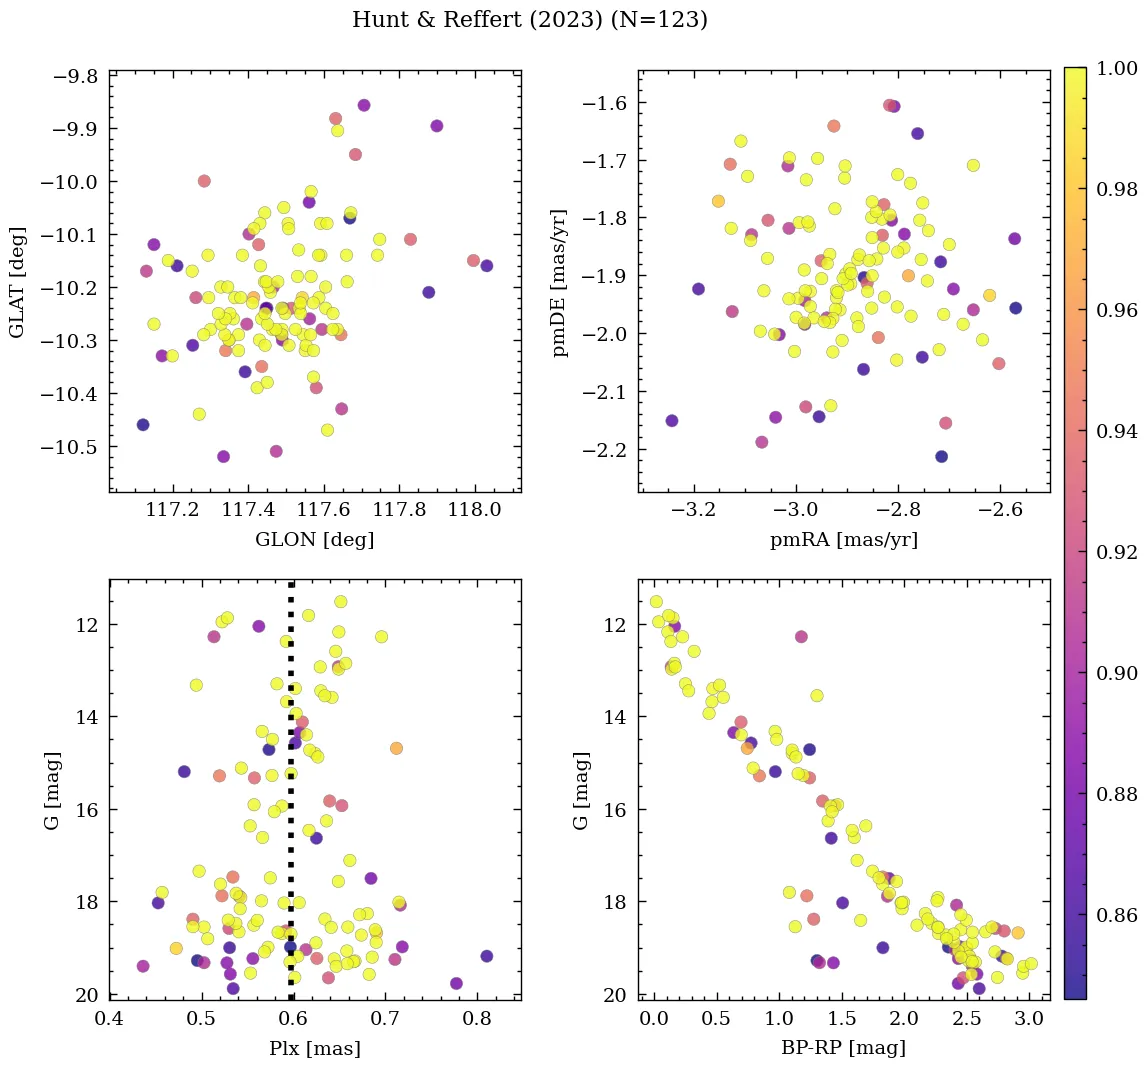 Hunt & Reffert (2023) (N=123)
−9.8
−9.9
−10.0
−10.1
−10.2
−10.3
−10.4
−10.5
GLAT [deg]
117.2 117.4 117.6 117.8 118.0
GLON [deg]
−1.6
−1.7
−1.8
−1.9
−2.0
−2.1
−2.2
pmDE [mas/yr]
−3.2 −3.0 −2.8 −2.6
pmRA [mas/yr]
12
14
16
18
20
G [mag]
0.4 0.5 0.6 0.7 0.8
Plx [mas]
12
14
16
18
20
G [mag]
0.0 0.5 1.0 1.5 2.0 2.5 3.0
BP-RP [mag]
1.00
0.98
0.96
0.94
0.92
0.90
0.88
0.86